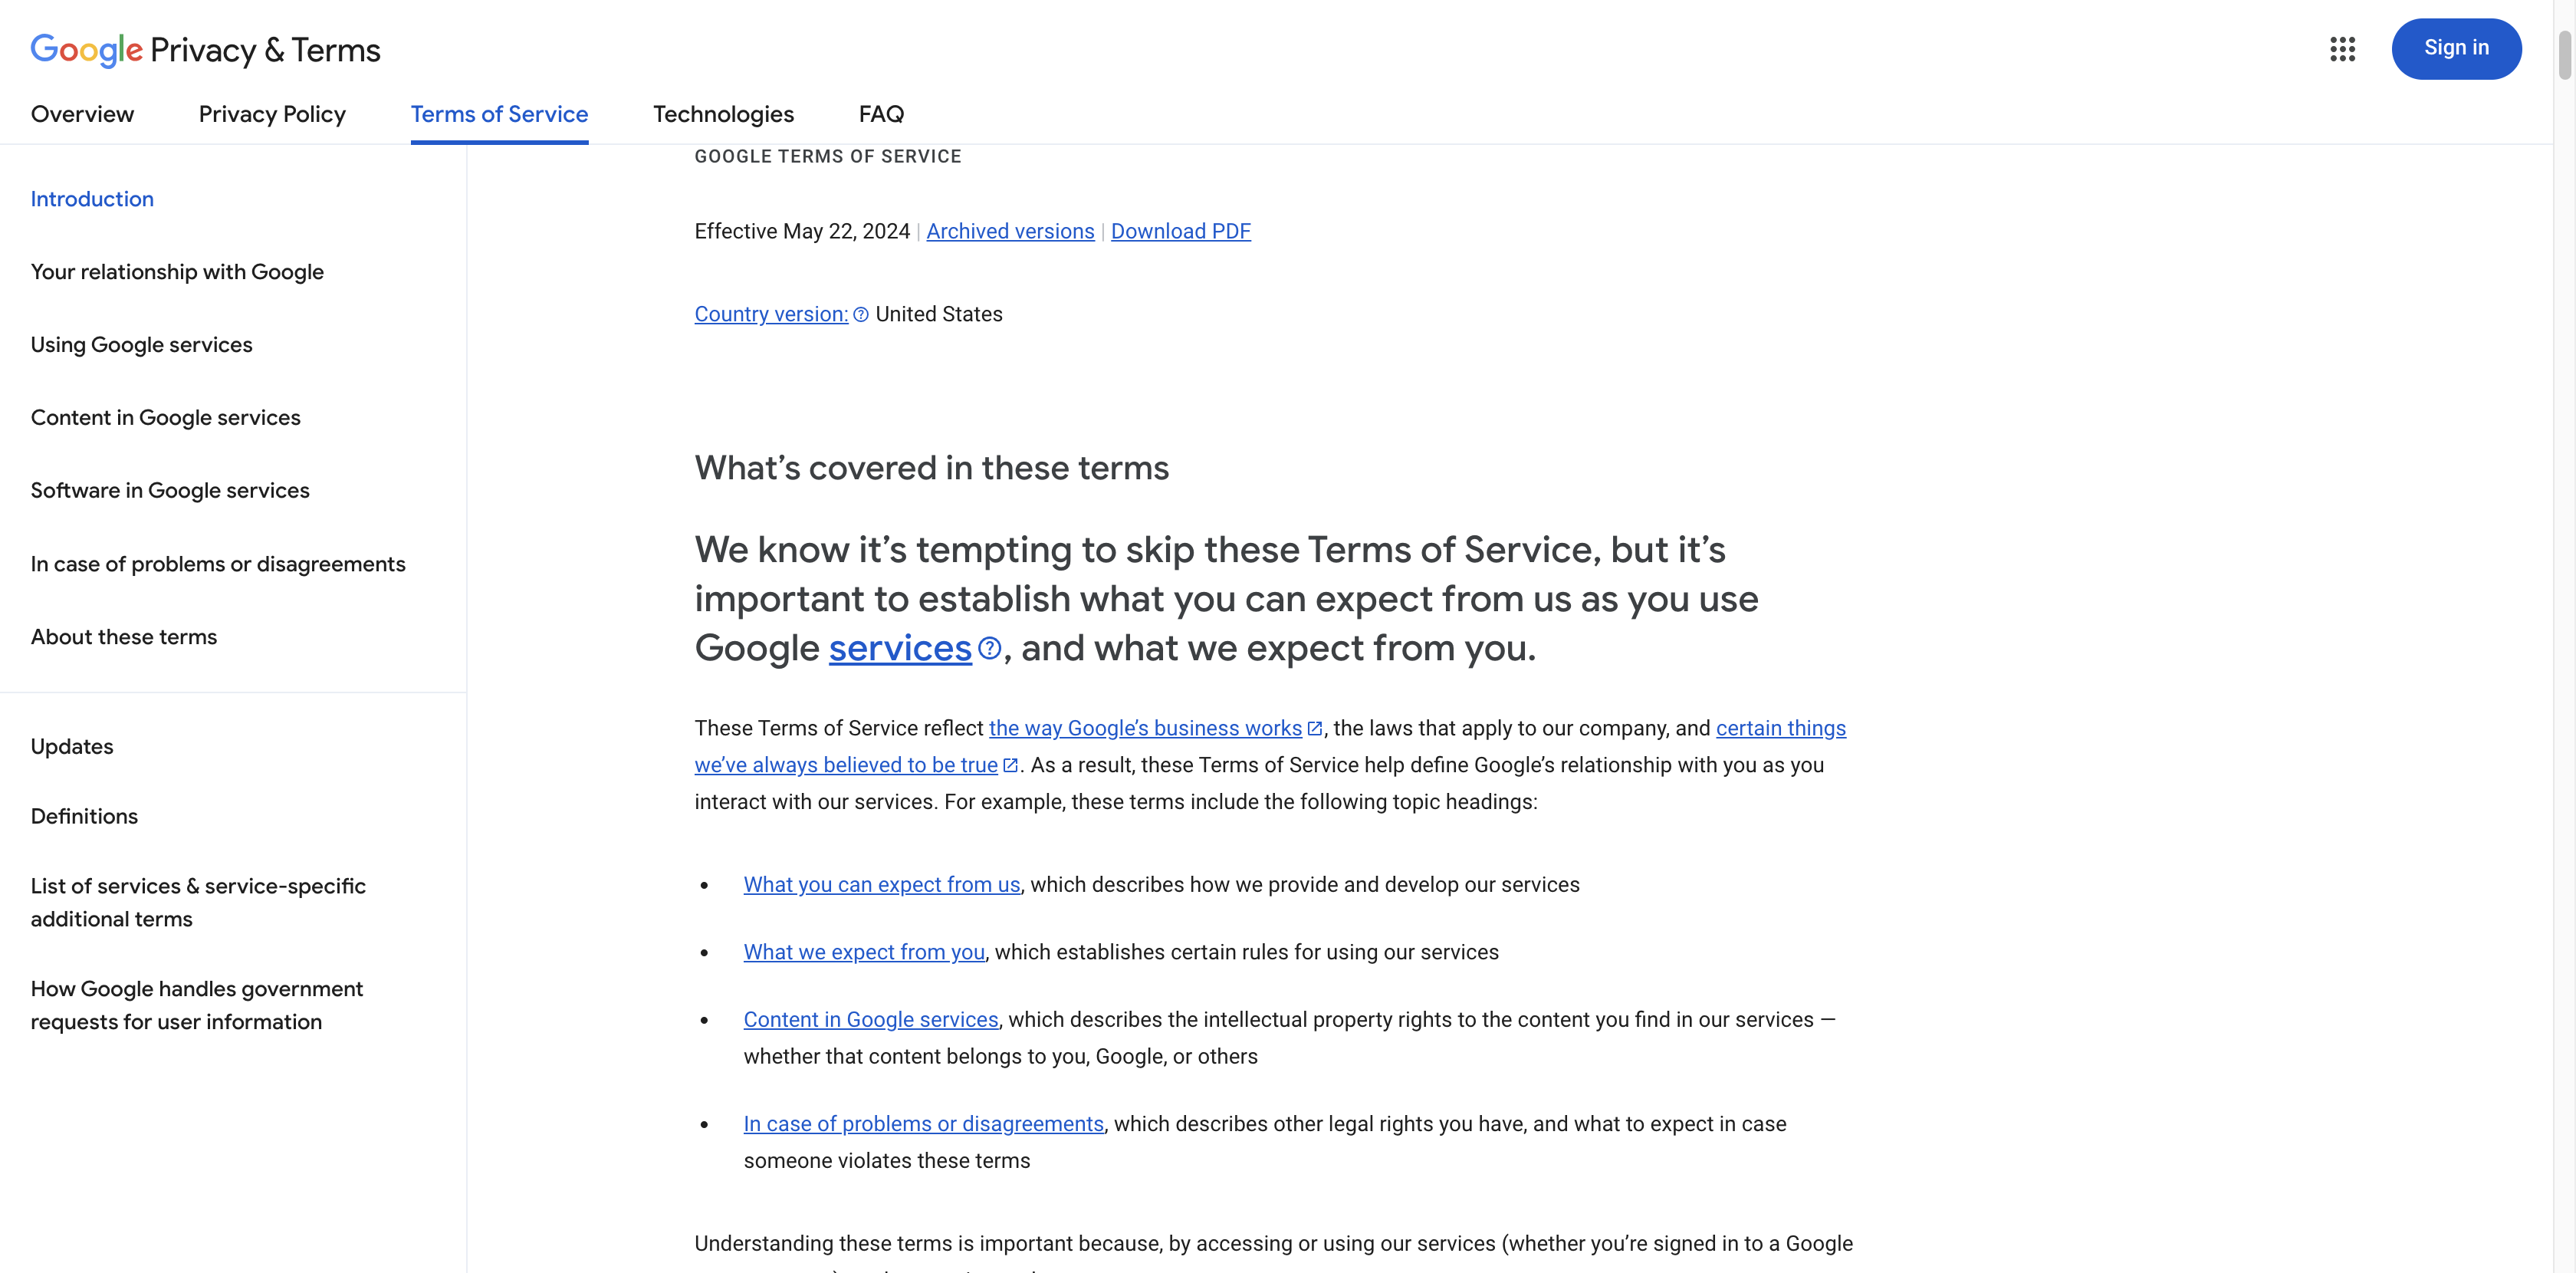 Google Privacy & Terms
Sign in
Overview
Privacy Policy
Terms of Service
Technologies
FAQ
Introduction
Your relationship with Google
Using Google services
Content in Google services
Software in Google services
In case of problems or disagreements
About these terms
Updates
Definitions
List of services & service-specific
additional terms
How Google handles government
requests for user information
GOOGLE TERMS OF SERVICE
Effective May 22, 2024 | Archived versions | Download PDF
Country version: United States
What’s covered in these terms
We know it’s tempting to skip these Terms of Service, but it’s
important to establish what you can expect from us as you use
Google services, and what we expect from you.
These Terms of Service reflect the way Google’s business works, the laws that apply to our company, and certain things
we’ve always believed to be true. As a result, these Terms of Service help define Google’s relationship with you as you
interact with our services. For example, these terms include the following topic headings:
• What you can expect from us, which describes how we provide and develop our services
• What we expect from you, which establishes certain rules for using our services
• Content in Google services, which describes the intellectual property rights to the content you find in our services —
whether that content belongs to you, Google, or others
• In case of problems or disagreements, which describes other legal rights you have, and what to expect in case
someone violates these terms
Understanding these terms is important because, by accessing or using our services (whether you’re signed in to a Google